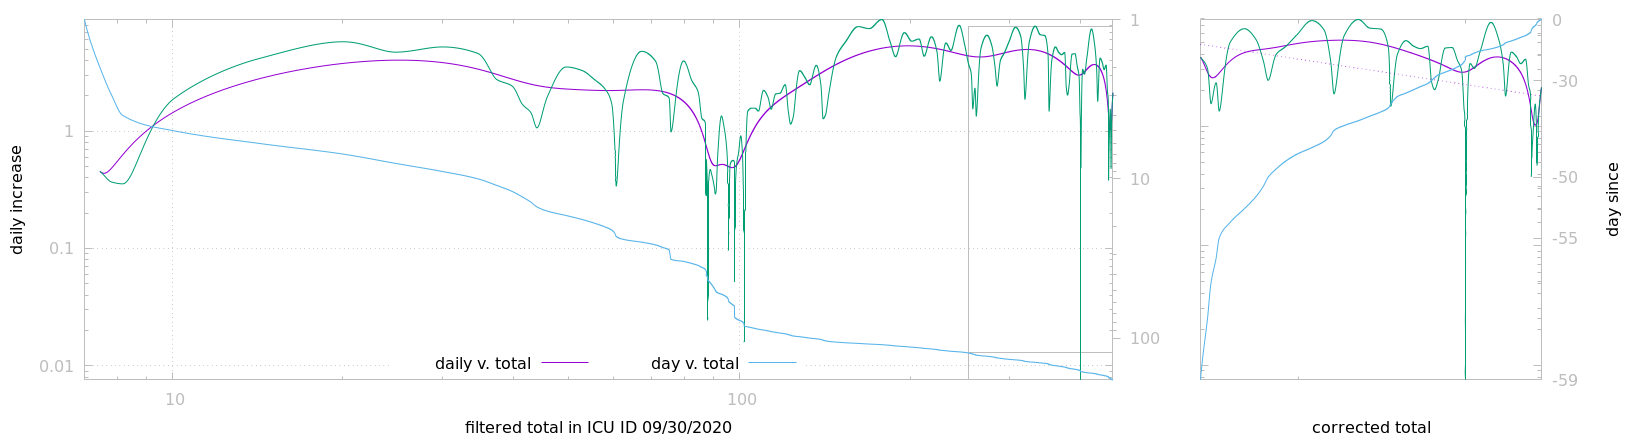 daily increase
1
0.1
0.01
10
100
filtered total in ICU ID 09/30/2020
daily v. total
day v. total
1
10
100
0
-30
-50
-55
-59
day since
corrected total